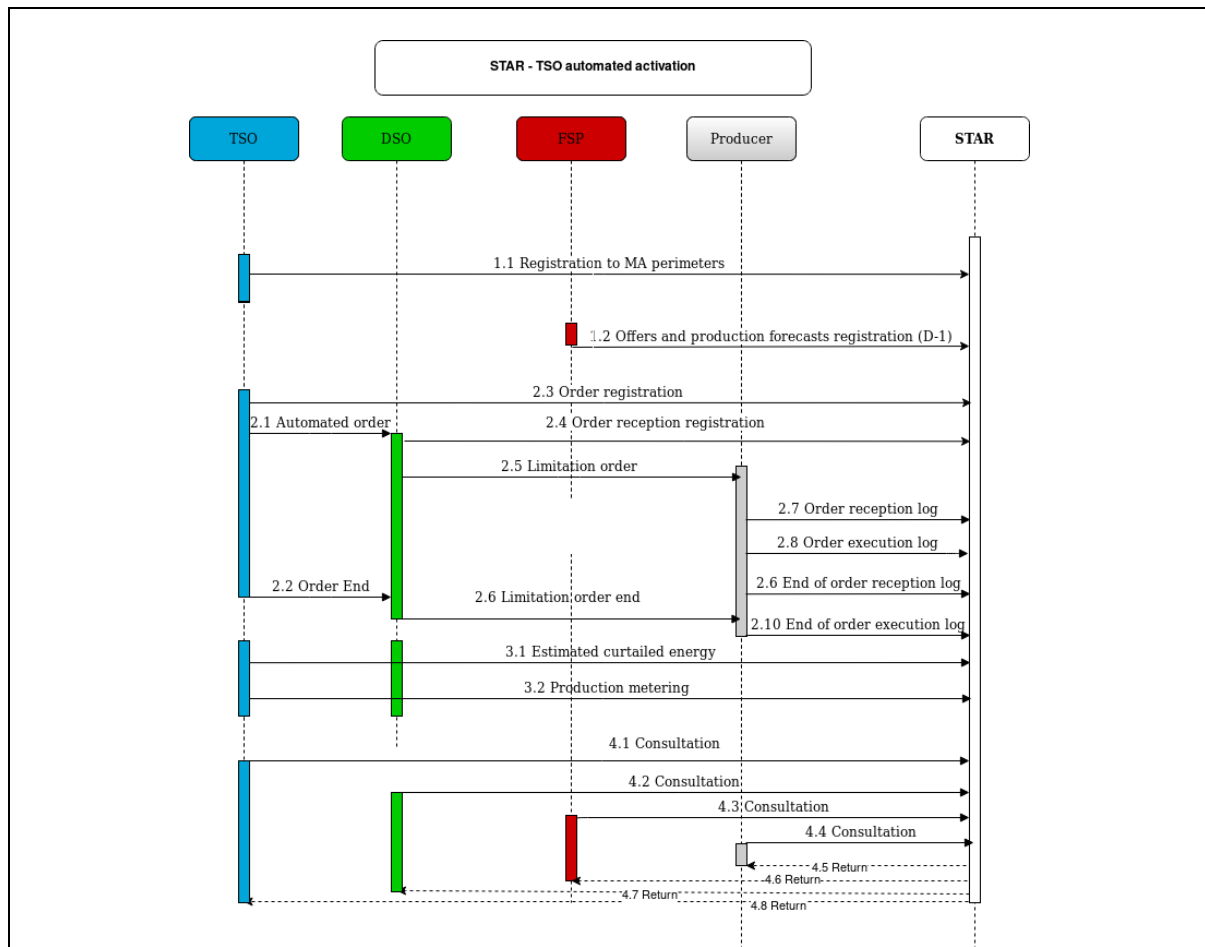 STAR - TSO automated activation
TSO
DSO
FSP
Producer
STAR
1.1 Registration to MA perimeters
1.2 Offers and production forecasts registration (D-1)
2.3 Order registration
2.1 Automated order
2.4 Order reception registration
2.5 Limitation order
2.7 Order reception log
2.8 Order execution log
2.2 Order End
2.6 End of order reception log
2.6 Limitation order end
2.10 End of order execution log
3.1 Estimated curtailed energy
3.2 Production metering
4.1 Consultation
4.2 Consultation
4.3 Consultation
4.4 Consultation
4.5 Return
4.6 Return
4.7 Return
4.8 Return